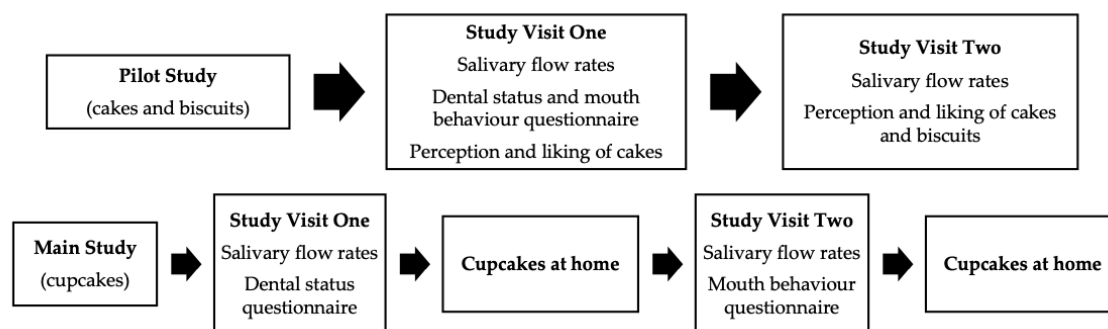 Pilot Study
(cakes and biscuits)
Study Visit One
Salivary flow rates
Dental status and mouth
behaviour questionnaire
Perception and liking of cakes
Study Visit Two
Salivary flow rates
Perception and liking of cakes
and biscuits
Main Study
(cupcakes)
Study Visit One
Salivary flow rates
Dental status
questionnaire
Cupcakes at home
Study Visit Two
Salivary flow rates
Mouth behaviour
questionnaire
Cupcakes at home